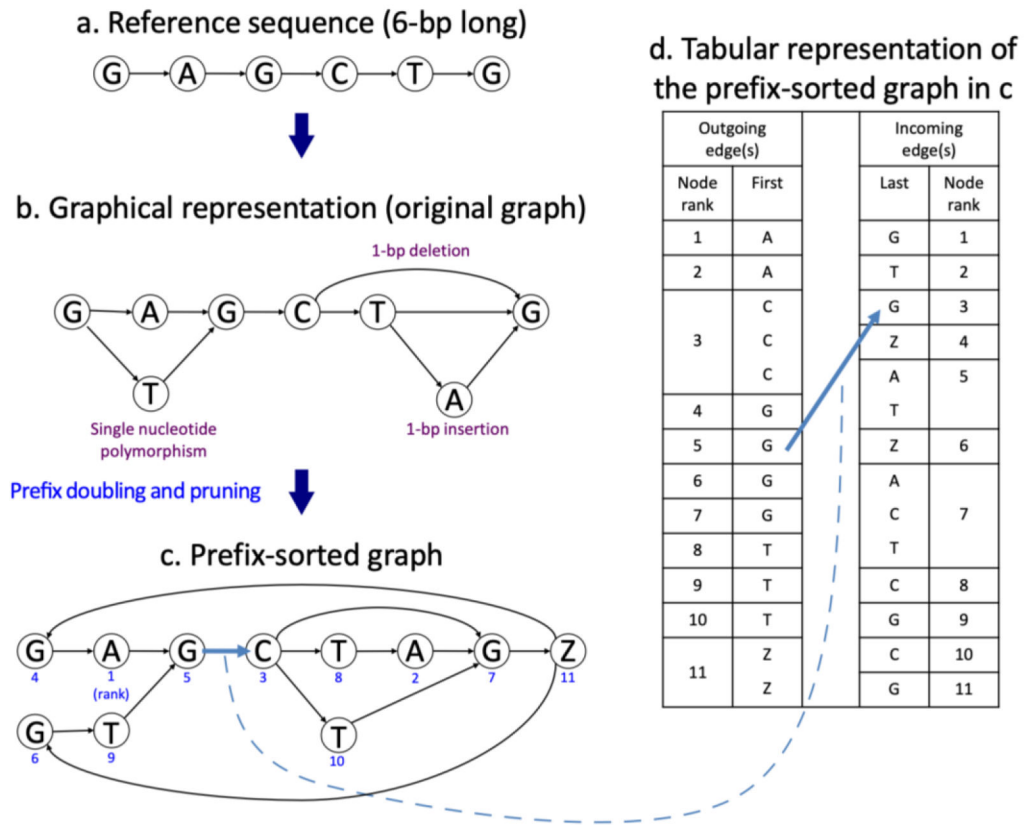 a. Reference sequence (6-bp long)
G A G C T G
b. Graphical representation (original graph)
1-bp deletion
G A G C T G
T A
Single nucleotide
polymorphism
1-bp insertion
Prefix doubling and pruning
c. Prefix-sorted graph
G A G C T A G Z
4 1 5 3 8 2 7 11
(rank)
G T T
6 9 10
d. Tabular representation of
the prefix-sorted graph in c
Outgoing
edge(s)
Incoming
edge(s)
Node
rank
First
Last
Node
rank
1 A G 1
2 A T 2
C G 3
3 C Z 4
C A 5
4 G T
5 G Z 6
6 G A
7 G C 7
8 T T
9 T C 8
10 T G 9
11 Z C 10
Z G 11